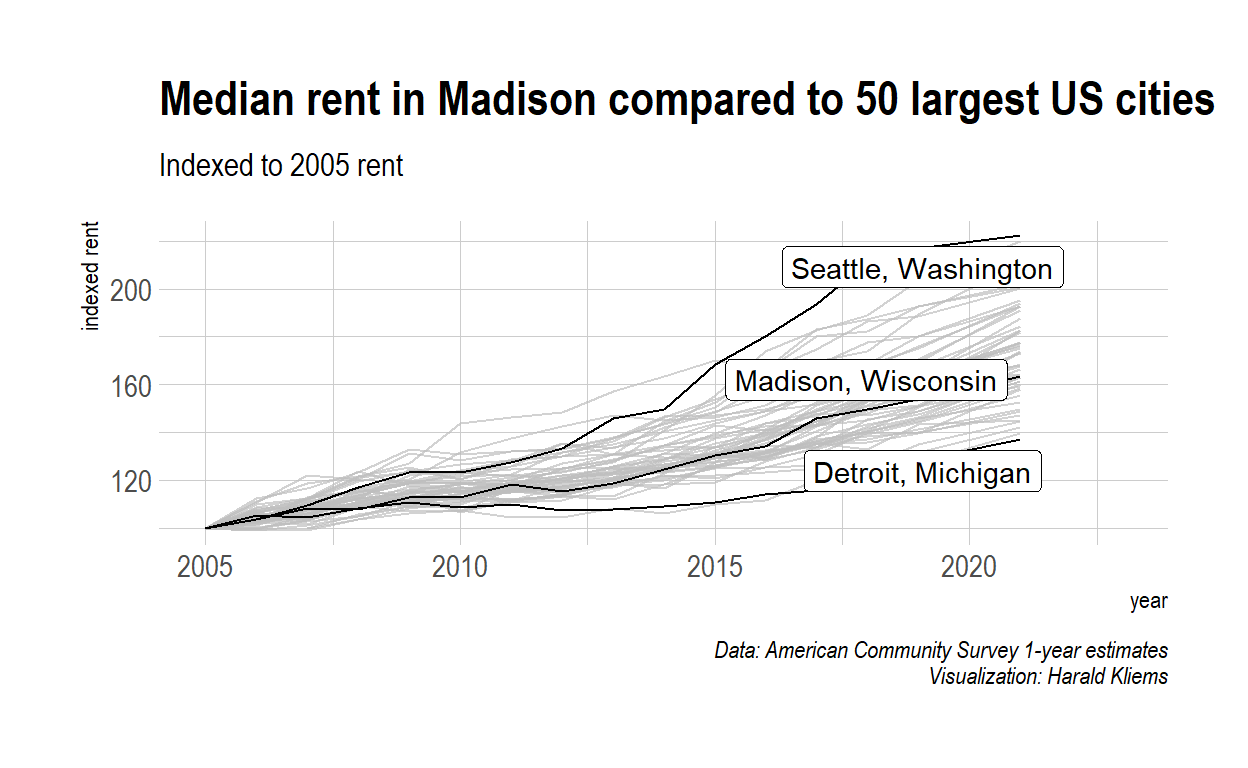 Median rent in Madison compared to 50 largest US cities
Indexed to 2005 rent
indexed rent
200
160
120
Seattle, Washington
Madison, Wisconsin
Detroit, Michigan
2005 2010 2015 2020
year
Data: American Community Survey 1-year estimates
Visualization: Harald Kliems